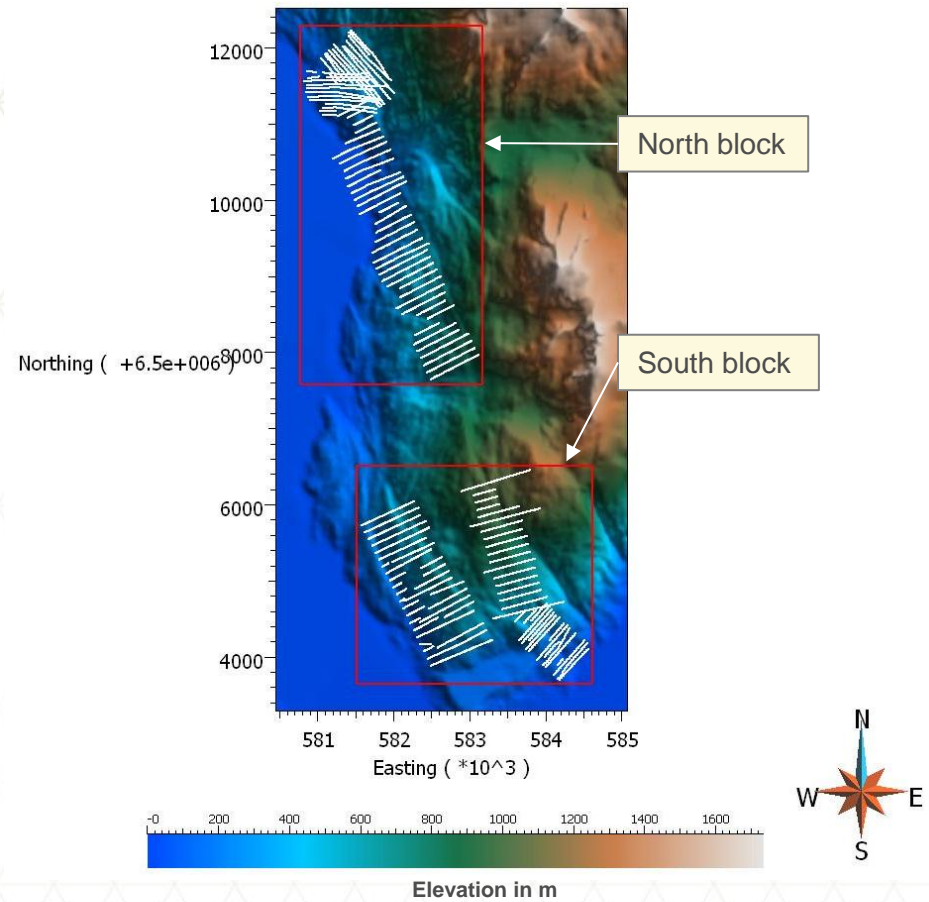 12000
North block
10000
Northing ( +6.5e+006)
8000
South block
6000
4000
581 582 583 584 585
Easting ( *10^3 )
N
W E
S
-0 200 400 600 800 1000 1200 1400 1600
Elevation in m